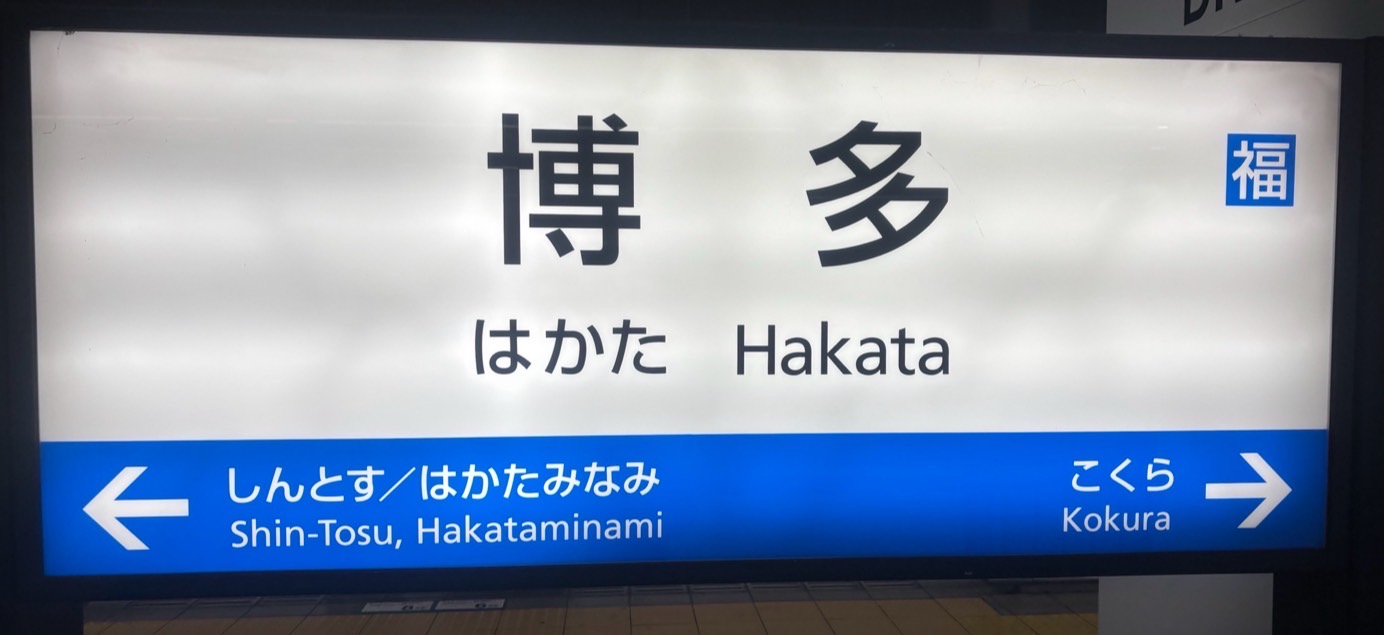 博多
福
はかた Hakata
しんとす／はかたみなみ
Shin-Tosu, Hakataminami
こくら
Kokura